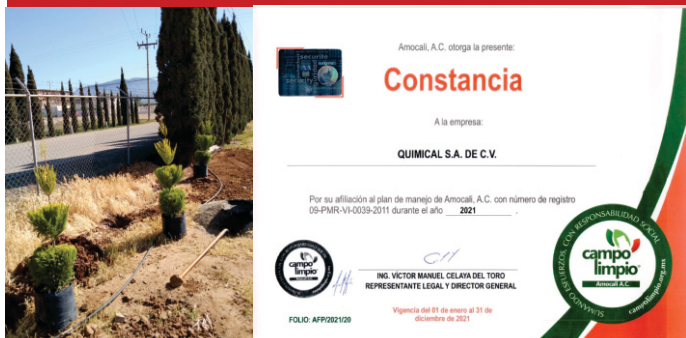 Amocali, A.C. otorga la presente:
security
Constancia
A la empresa:
QUIMICAL S.A. DE C.V.
Por su afiliación al plan de manejo de Amocali, A.C. con número de registro
09-PMR-VI-0039-2011 durante el año 2021 .
campo
limpio
ING. VÍCTOR MANUEL CELAYA DEL TORO
REPRESENTANTE LEGAL Y DIRECTOR GENERAL
FOLIO: AFP/2021/20
Vigencia del 01 de enero al 31 de
diciembre de 2021
SUMANDO ESFUERZOS, CON RESPONSABILIDAD SOCIAL
campo
limpio
Amocali A.C.
campolimpio.org.mx